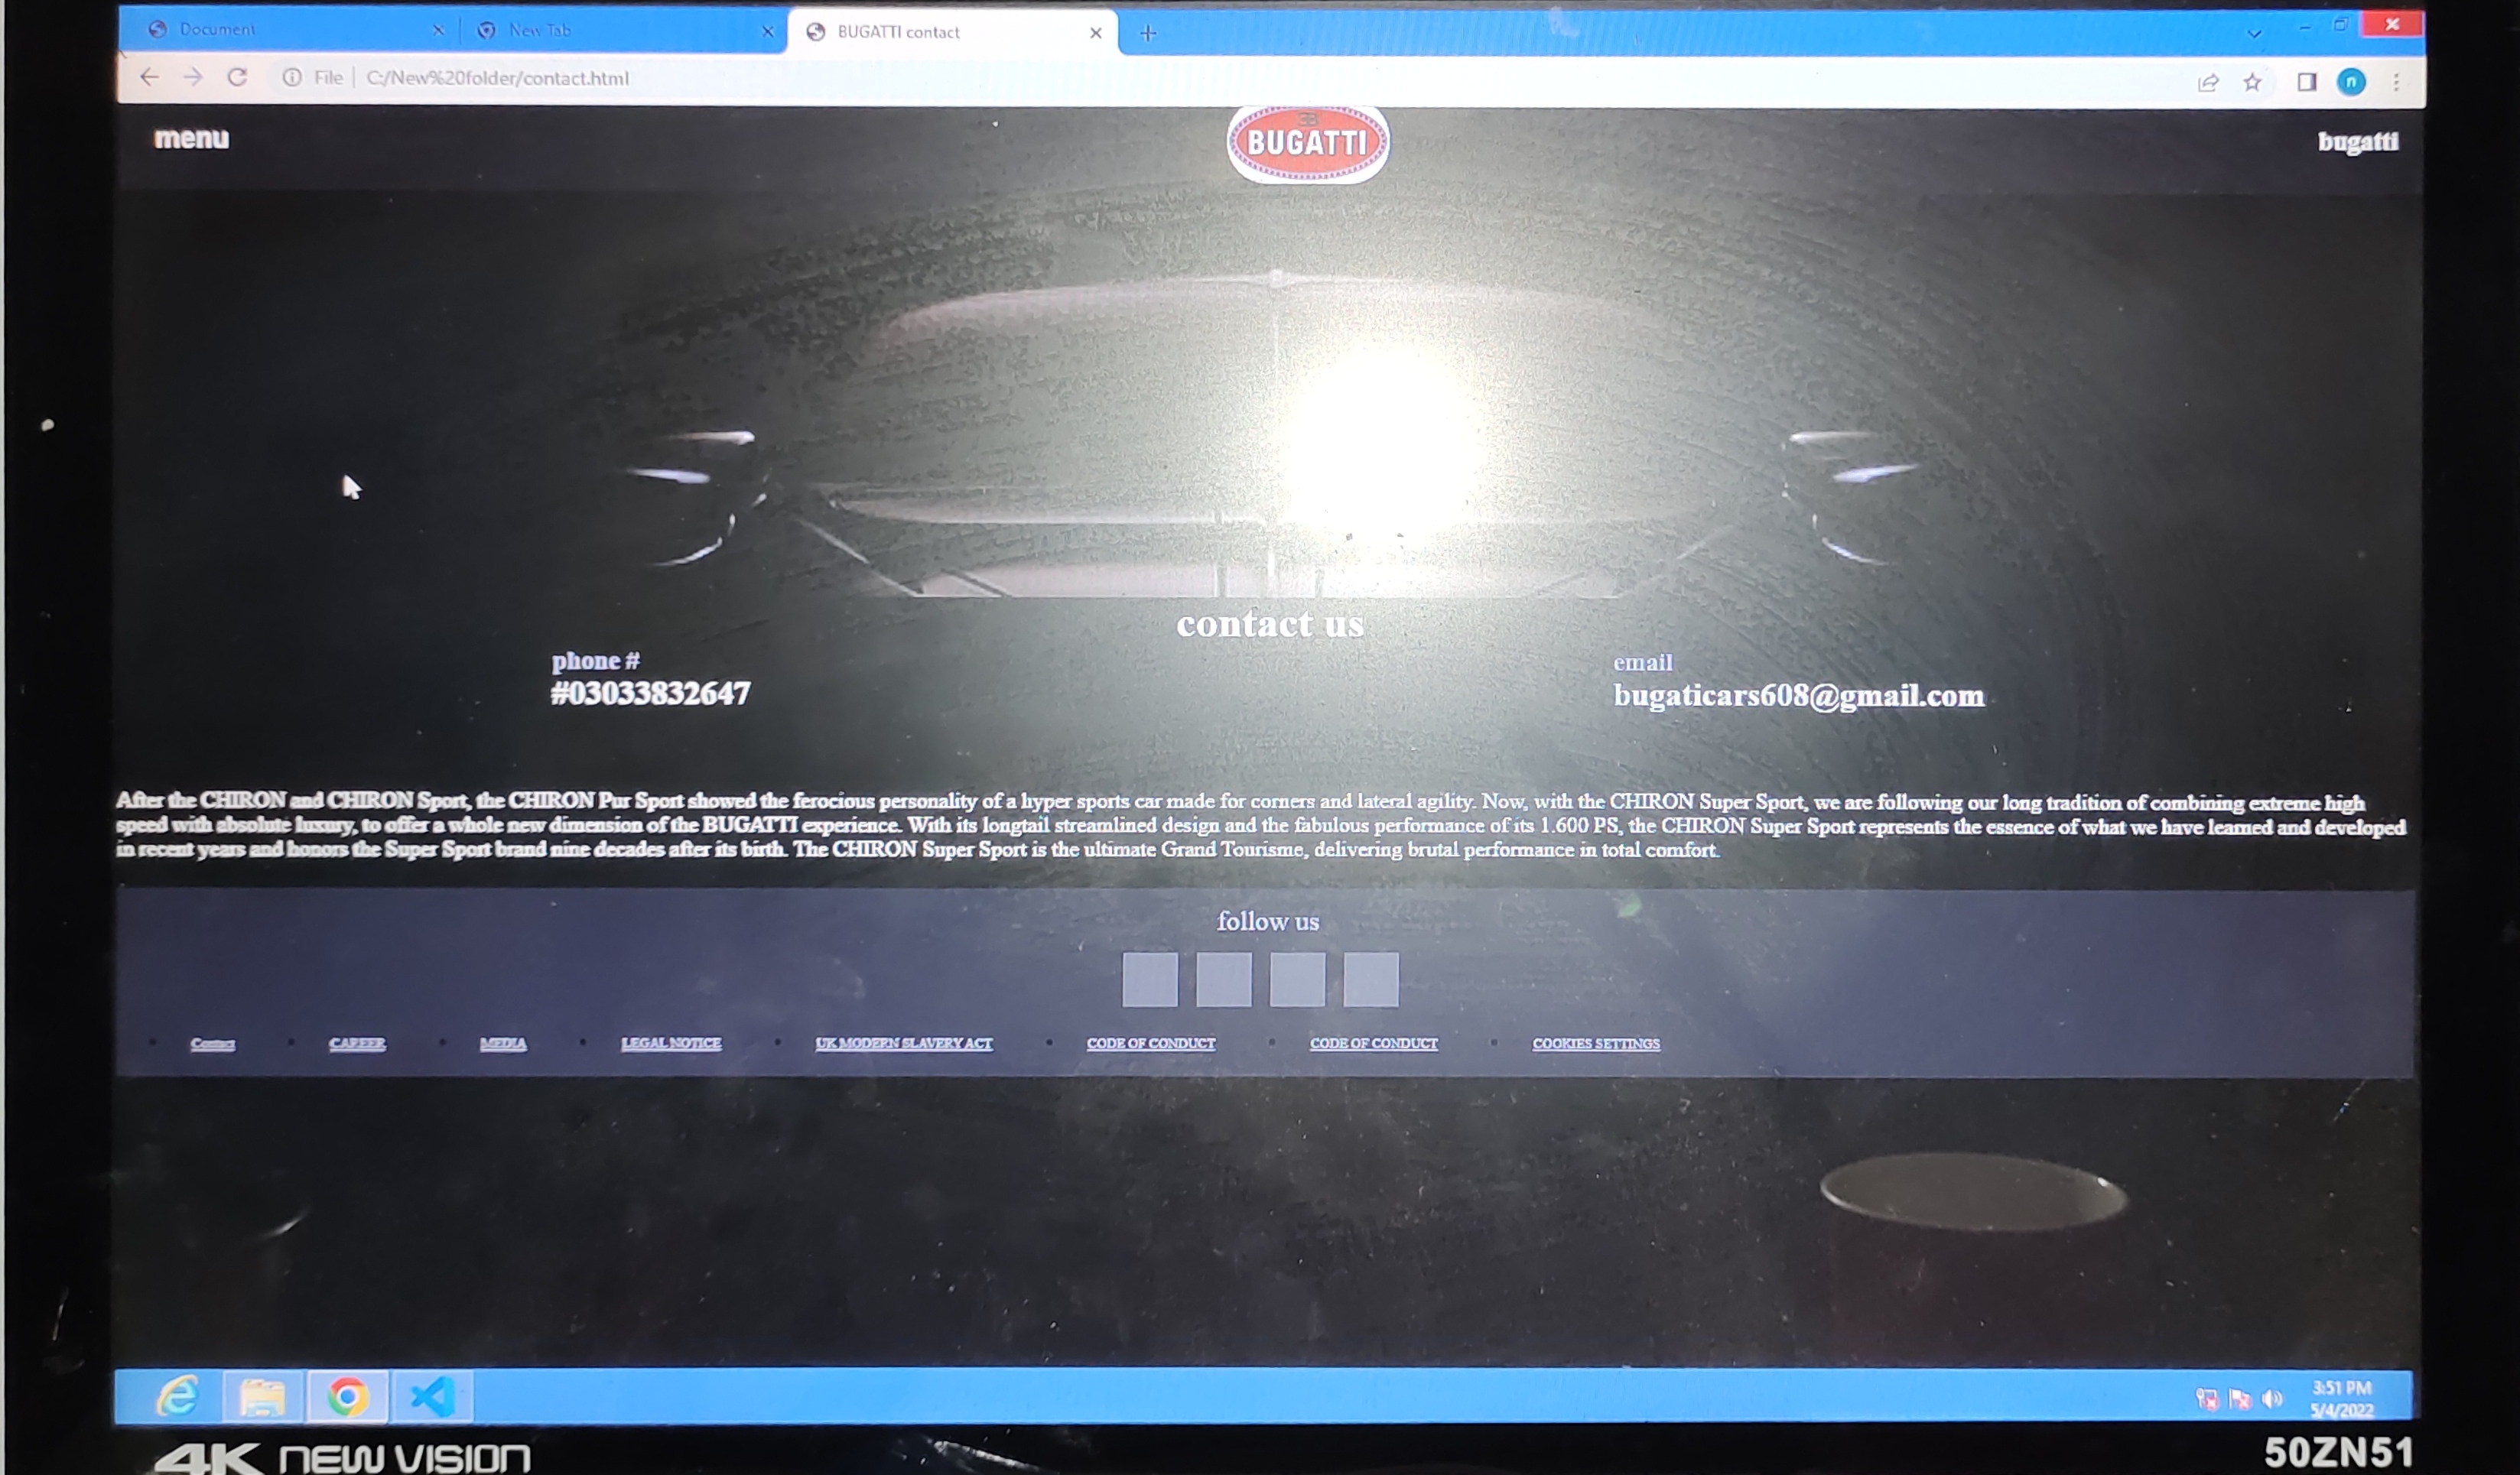 Document
New Tab
BUGATTI contact
File
C:/New%20folder/contact.html
n
menu
BUGATTI
bugatti
contact us
phone #
#03033832647
email
bugaticars608@gmail.com
After the CHIRON and CHIRON Sport, the CHIRON Pur Sport showed the ferocious personality of a hyper sports car made for corners and lateral agility. Now, with the CHIRON Super Sport, we are following our long tradition of combining extreme high
speed with absolute luxury, to offer a whole new dimension of the BUGATTI experience. With its longtail streamlined design and the fabulous performance of its 1.600 PS, the CHIRON Super Sport represents the essence of what we have learned and developed
in recent years and honors the Super Sport brand nine decades after its birth. The CHIRON Super Sport is the ultimate Grand Tourisme, delivering brutal performance in total comfort.
follow us
Contact CAREER MEDIA LEGAL NOTICE UK MODERN SLAVERY ACT CODE OF CONDUCT CODE OF CONDUCT COOKIES SETTINGS
3:51 PM
5/4/2022
4K NEW VISION
50ZN51